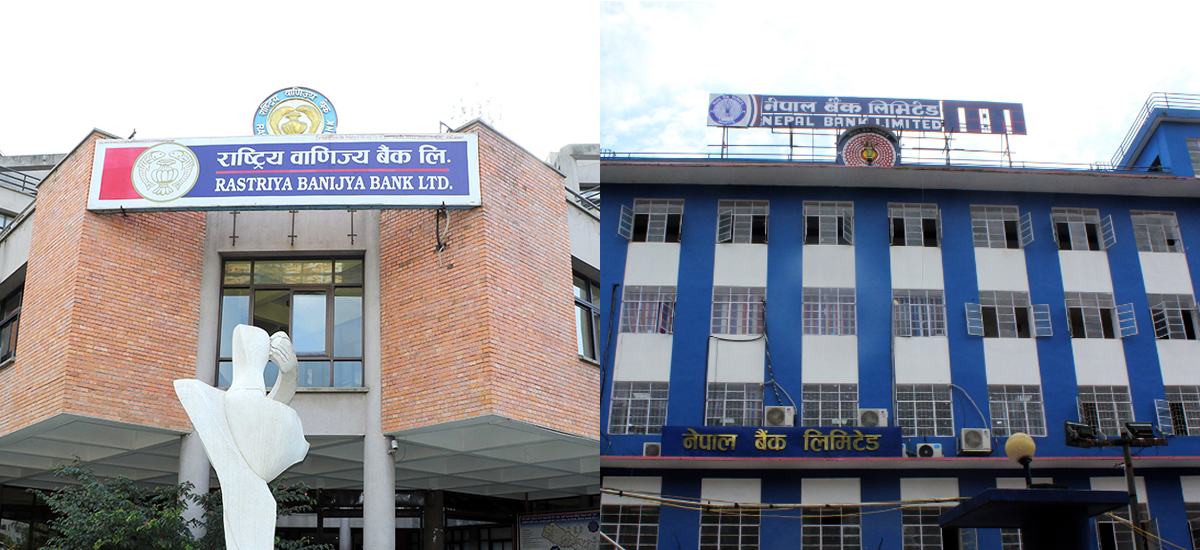 राष्ट्रिय वाणिज्य बैंक
राष्ट्रिय वाणिज्य बैंक लि.
RASTRIYA BANIJYA BANK LTD.
नेपाल बैंक लिमिटेड
NEPAL BANK LIMITED
नेपाल बैंक लिमिटेड